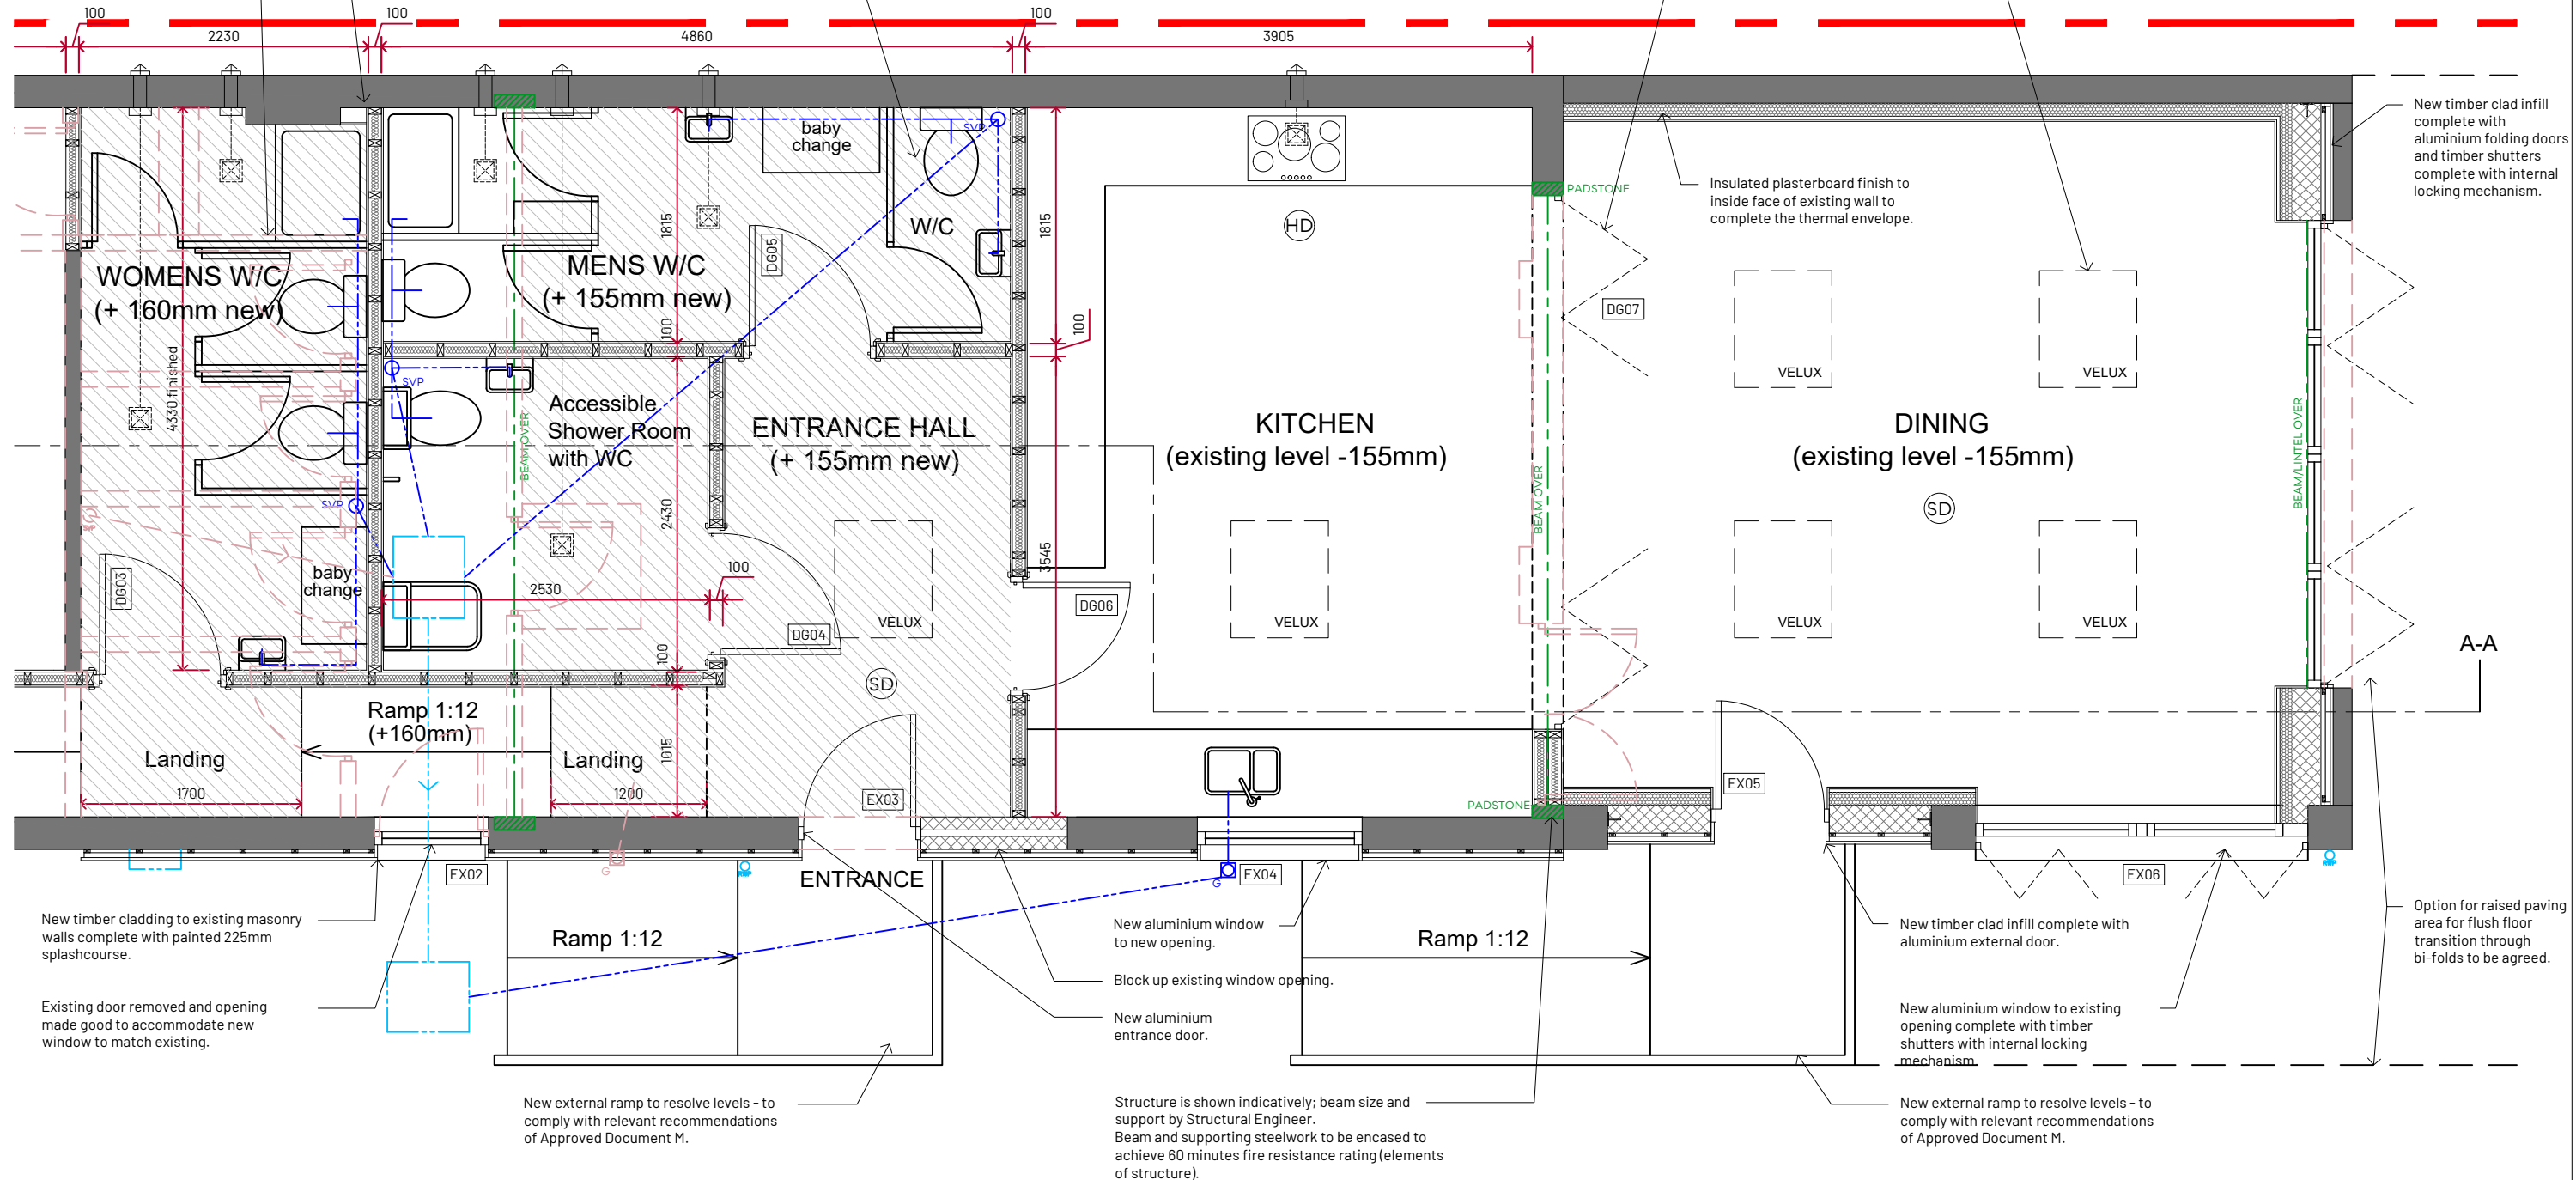 100
100
100
2230
4860
3905
New timber clad infill
complete with
aluminium folding doors
and timber shutters
complete with internal
locking mechanism.
SVP
baby
change
PADSTONE
Insulated plasterboard finish to
inside face of existing wall to
complete the thermal envelope.
W/C
HD
1815
1815
DG05
WOMENS W/C
(+ 160mm new)
MENS W/C
(+ 155mm new)
DG07
100
100
4330 finished
SVP
VELUX
VELUX
Accessible
Shower Room
with WC
BEAM OVER
ENTRANCE HALL
(+ 155mm new)
KITCHEN
(existing level -155mm)
DINING
(existing level -155mm)
BEAM/LINTEL OVER
SVP
2430
BEAM OVER
SD
3545
baby
change
DG03
2530
100
DG06
VELUX
VELUX
VELUX
VELUX
DG04
100
A-A
SD
Ramp 1:12
(+160mm)
Landing
Landing
1015
1700
1200
EX03
EX05
PADSTONE
G
RWP
EX02
ENTRANCE
G
EX04
EX06
RWP
New timber cladding to existing masonry
walls complete with painted 225mm
splashcourse.
Ramp 1:12
New aluminium window
to new opening.
Ramp 1:12
New timber clad infill complete with
aluminium external door.
Option for raised paving
area for flush floor
transition through
bi-folds to be agreed.
Block up existing window opening.
Existing door removed and opening
made good to accommodate new
window to match existing.
New aluminium
entrance door.
New aluminium window to existing
opening complete with timber
shutters with internal locking
mechanism
New external ramp to resolve levels - to
comply with relevant recommendations
of Approved Document M.
Structure is shown indicatively; beam size and
support by Structural Engineer.
Beam and supporting steelwork to be encased to
achieve 60 minutes fire resistance rating (elements
of structure).
New external ramp to resolve levels - to
comply with relevant recommendations
of Approved Document M.